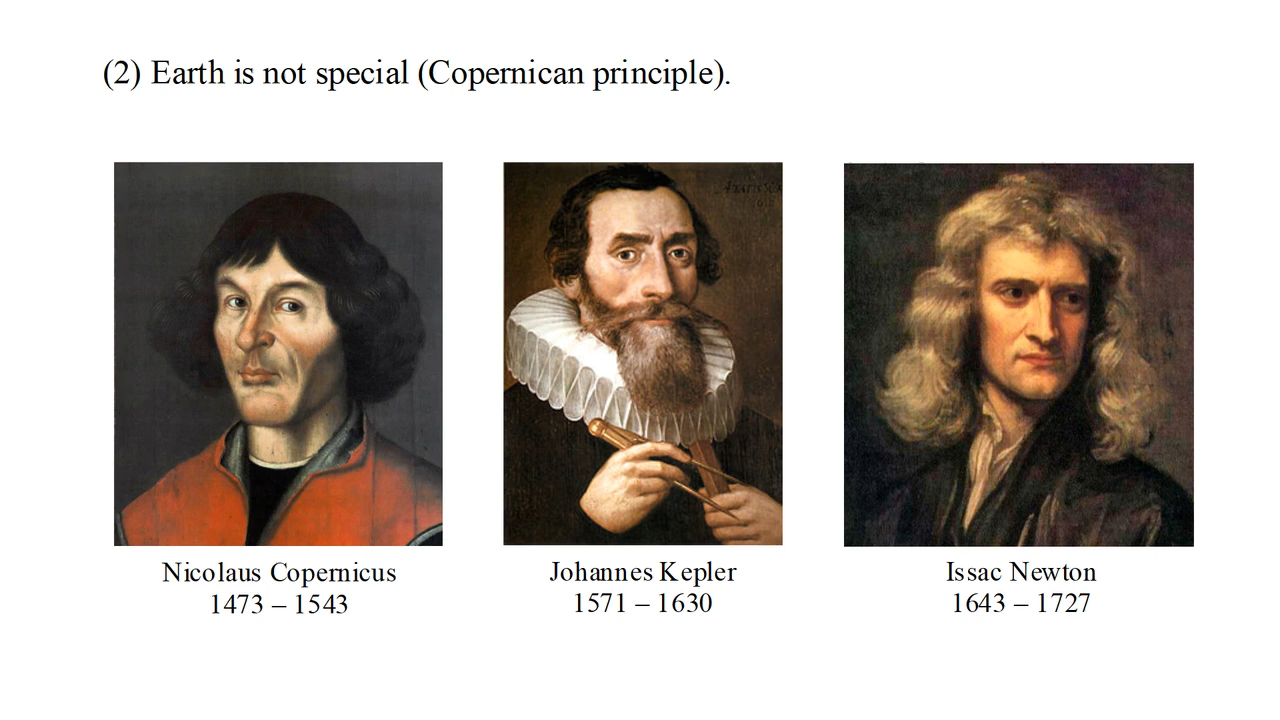 (2) Earth is not special (Copernican principle).
Nicolaus Copernicus
1473 – 1543
Johannes Kepler
1571 – 1630
Issac Newton
1643 – 1727